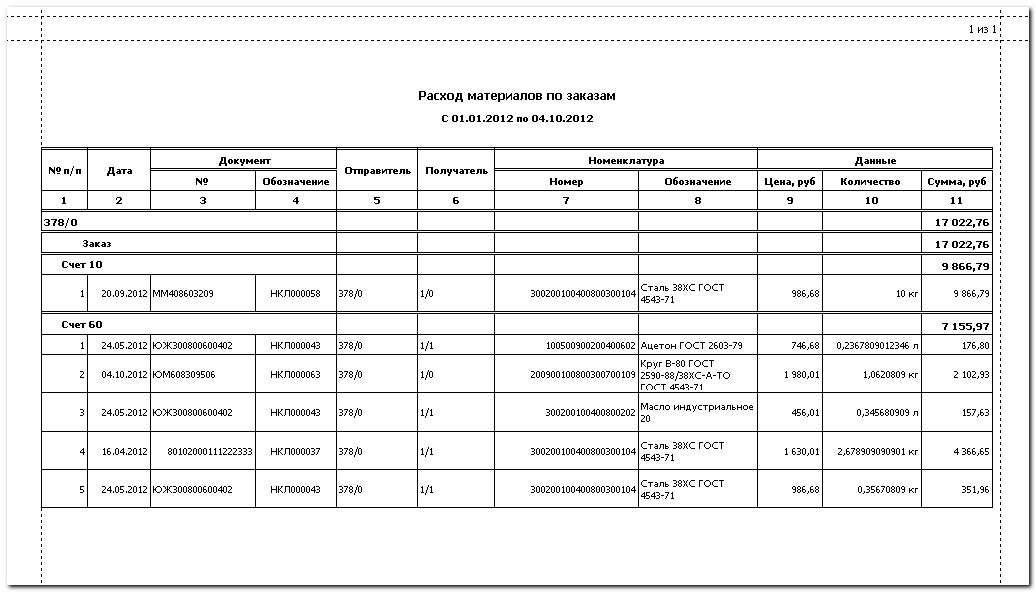 1 из 1
Расход материалов по заказам
С 01.01.2012 по 04.10.2012
№ п/п Дата Документ Отправитель Получатель Номенклатура Данные
№ Обозначение Номер Обозначение Цена, руб Количество Сумма, руб
1 2 3 4 5 6 7 8 9 10 11
378/0 17 022,76
Заказ 17 022,76
Счет 10 9 866,79
1 20.09.2012 ММ408603209 НКЛ000058 378/0 1/0 300200100400800300104 Сталь 38ХС ГОСТ 986,68 10 кг 9 866,79
4543-71
Счет 60 7 155,97
1 24.05.2012 ЮЖ300800600402 НКЛ000043 378/0 1/1 100500900200400602 Ацетон ГОСТ 2603-79 746,68 0,2367809012346 л 176,80
2 04.10.2012 ЮМ608309506 НКЛ000063 378/0 1/1 200900100800300700109 Круг В-80 ГОСТ 1 980,01 1,0620809 кг 2 102,93
2590-88/38ХС-А-ТО
ГОСТ 4543-71
3 24.05.2012 ЮЖ300800600402 НКЛ000043 378/0 1/1 300200100400800202 Масло индустриальное 456,01 0,345680909 л 157,63
20
4 16.04.2012 80102000111222333 НКЛ000037 378/0 1/1 300200100400800300104 Сталь 38ХС ГОСТ 1 630,01 2,678909090901 кг 4 366,65
4543-71
5 24.05.2012 ЮЖ300800600402 НКЛ000043 378/0 1/1 300200100400800300104 Сталь 38ХС ГОСТ 986,68 0,35670809 кг 351,96
4543-71